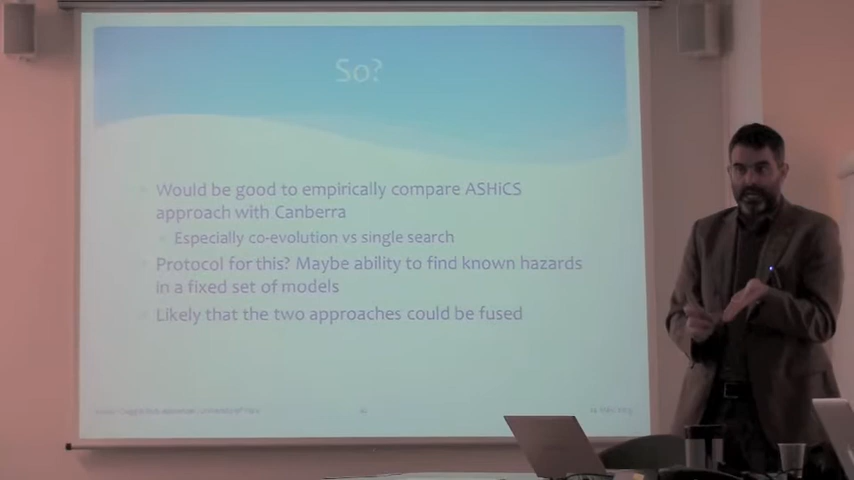 So?
Would be good to empirically compare ASHiCS
approach with Canberra
Especially co-evolution vs single search
Protocol for this? Maybe ability to find known hazards
in a fixed set of models
Likely that the two approaches could be fused